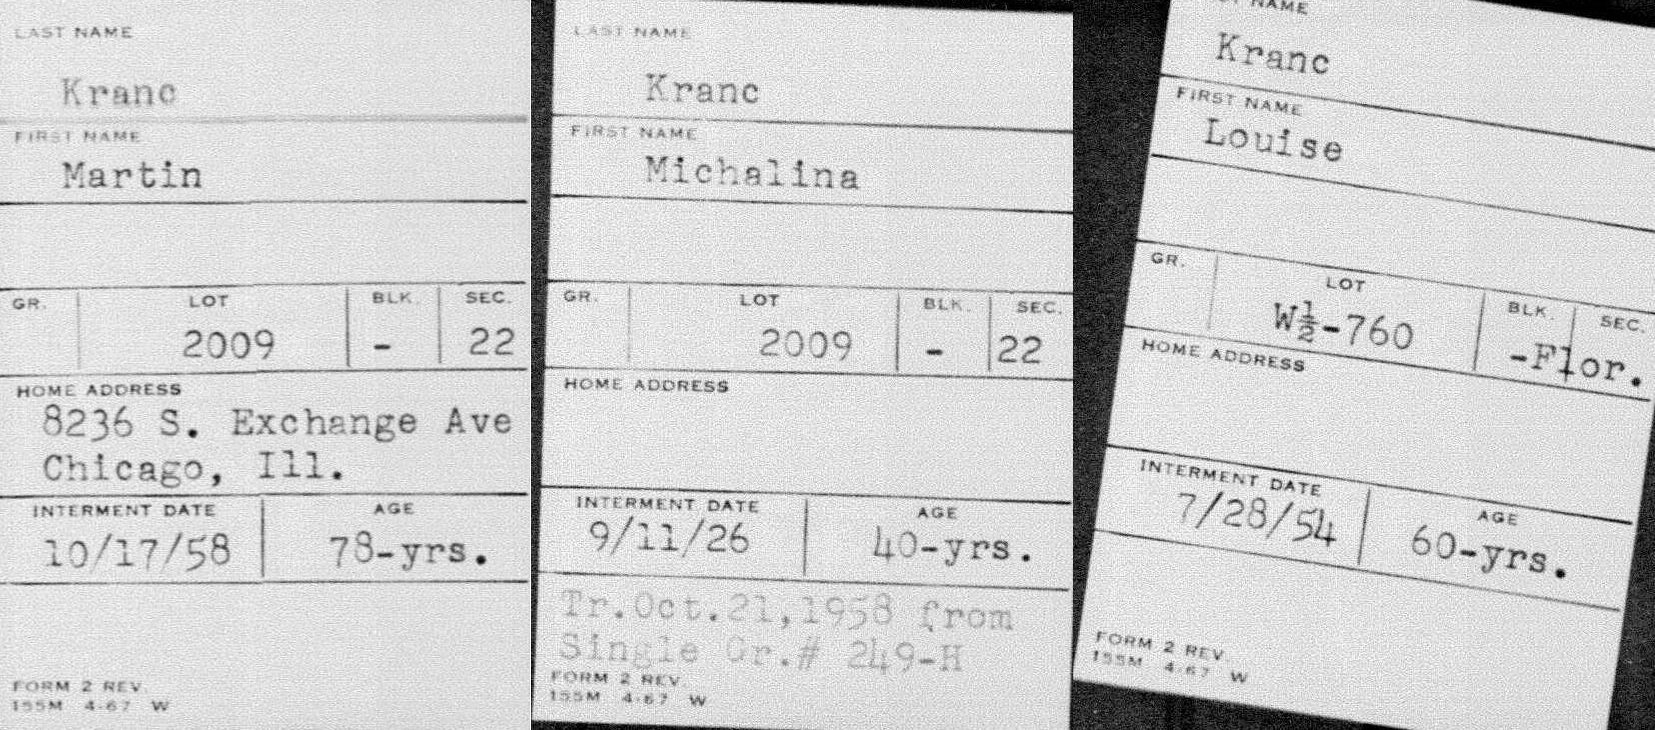 LAST NAME
Kranc
FIRST NAME
Martin
GR. LOT BLK. SEC.
2009 - 22
HOME ADDRESS
8236 S. Exchange Ave
Chicago, Ill.
INTERMENT DATE AGE
10/17/58 78-yrs.
FORM 2 REV.
155M 4-67 W
LAST NAME
Kranc
FIRST NAME
Michalina
GR. LOT BLK. SEC.
2009 - 22
HOME ADDRESS
INTERMENT DATE AGE
9/11/26 40-yrs.
Tr.Oct.21,1958 from
Single Gr.# 249-H
FORM 2 REV.
155M 4-67 W
NAME
Kranc
FIRST NAME
Louise
GR. LOT BLK. SEC.
W½-760 -Flor.
HOME ADDRESS
INTERMENT DATE AGE
7/28/54 60-yrs.
FORM 2 REV.
155M 4-67 W